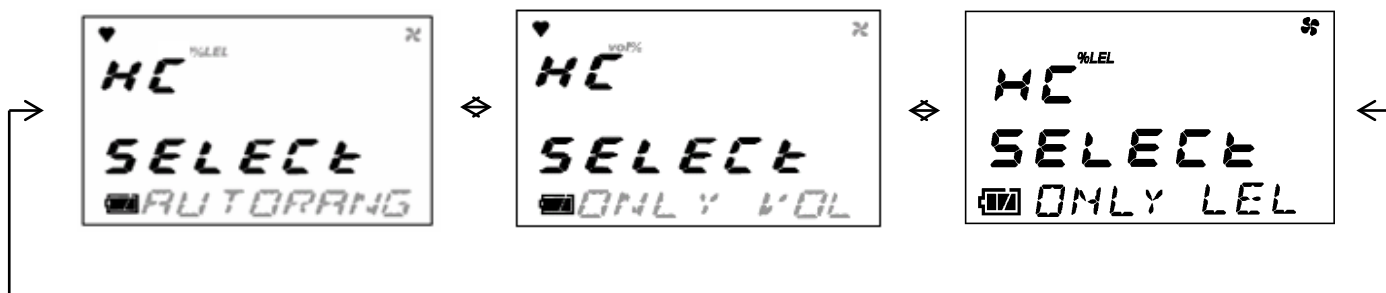 HC %LEL
SELECt
AUTORANG
HC vol%
SELECt
ONLY VOL
HC %LEL
SELECt
ONLY LEL